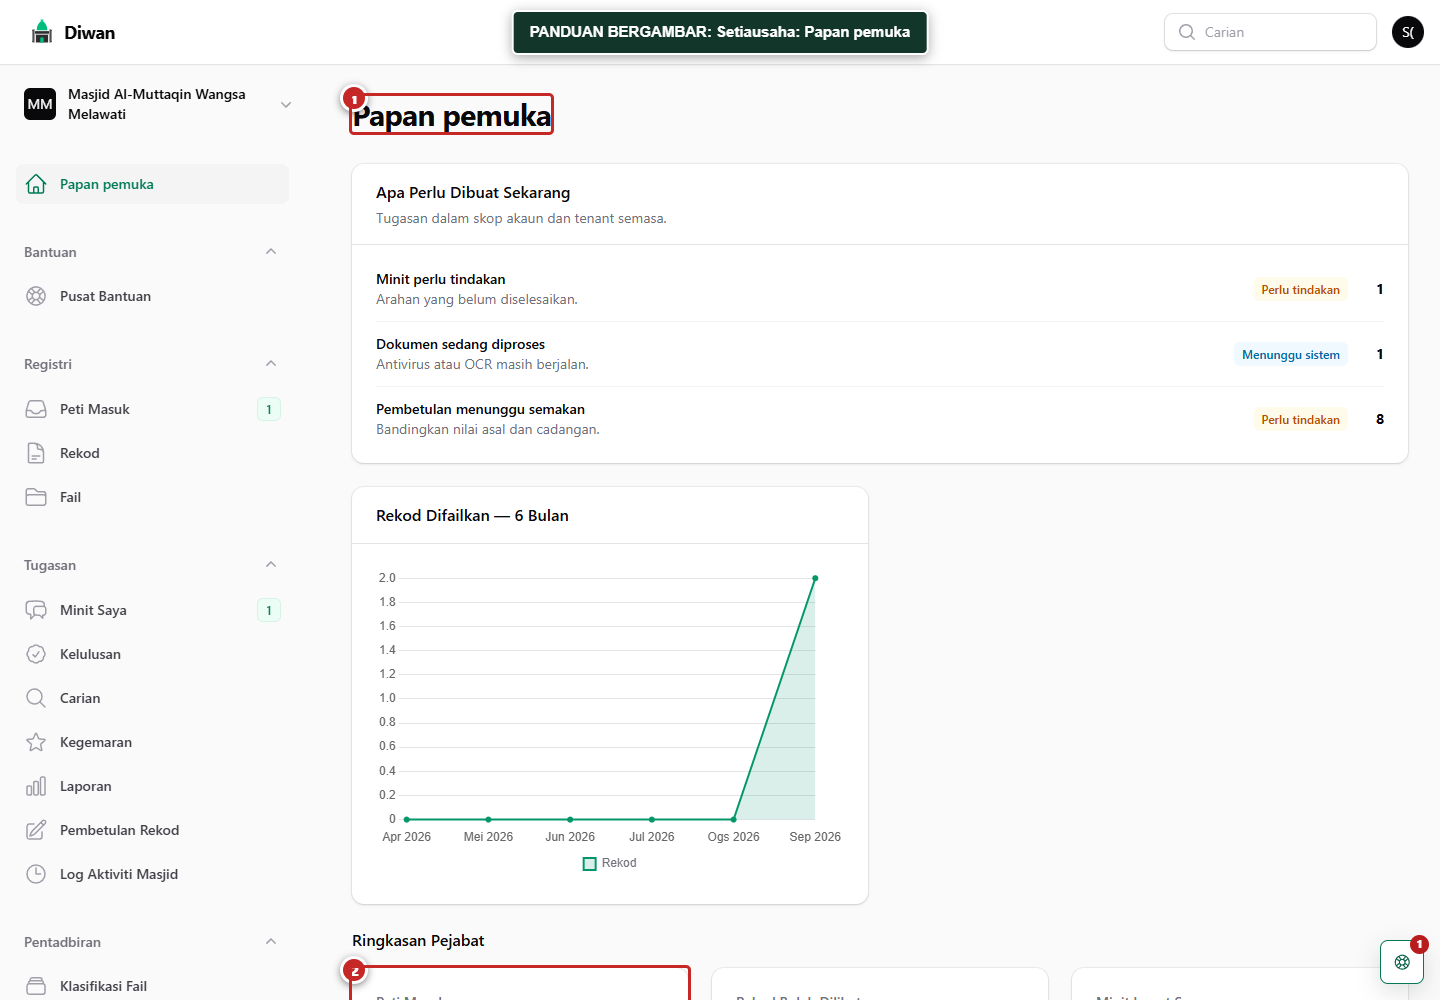 Diwan
PANDUAN BERGAMBAR: Setiausaha: Papan pemuka
Carian
S(
MM
Masjid Al-Muttaqin Wangsa
Melawati
Papan pemuka
Bantuan
Pusat Bantuan
Registri
Peti Masuk
1
Rekod
Fail
Tugasan
Minit Saya
1
Kelulusan
Carian
Kegemaran
Laporan
Pembetulan Rekod
Log Aktiviti Masjid
Pentadbiran
Klasifikasi Fail
1
Papan pemuka
Apa Perlu Dibuat Sekarang
Tugasan dalam skop akaun dan tenant semasa.
Minit perlu tindakan
Arahan yang belum diselesaikan.
Perlu tindakan
1
Dokumen sedang diproses
Antivirus atau OCR masih berjalan.
Menunggu sistem
1
Pembetulan menunggu semakan
Bandingkan nilai asal dan cadangan.
Perlu tindakan
8
Rekod Difailkan — 6 Bulan
2.0
1.8
1.6
1.4
1.2
1.0
0.8
0.6
0.4
0.2
0
Apr 2026
Mei 2026
Jun 2026
Jul 2026
Ogs 2026
Sep 2026
Rekod
Ringkasan Pejabat
2
1